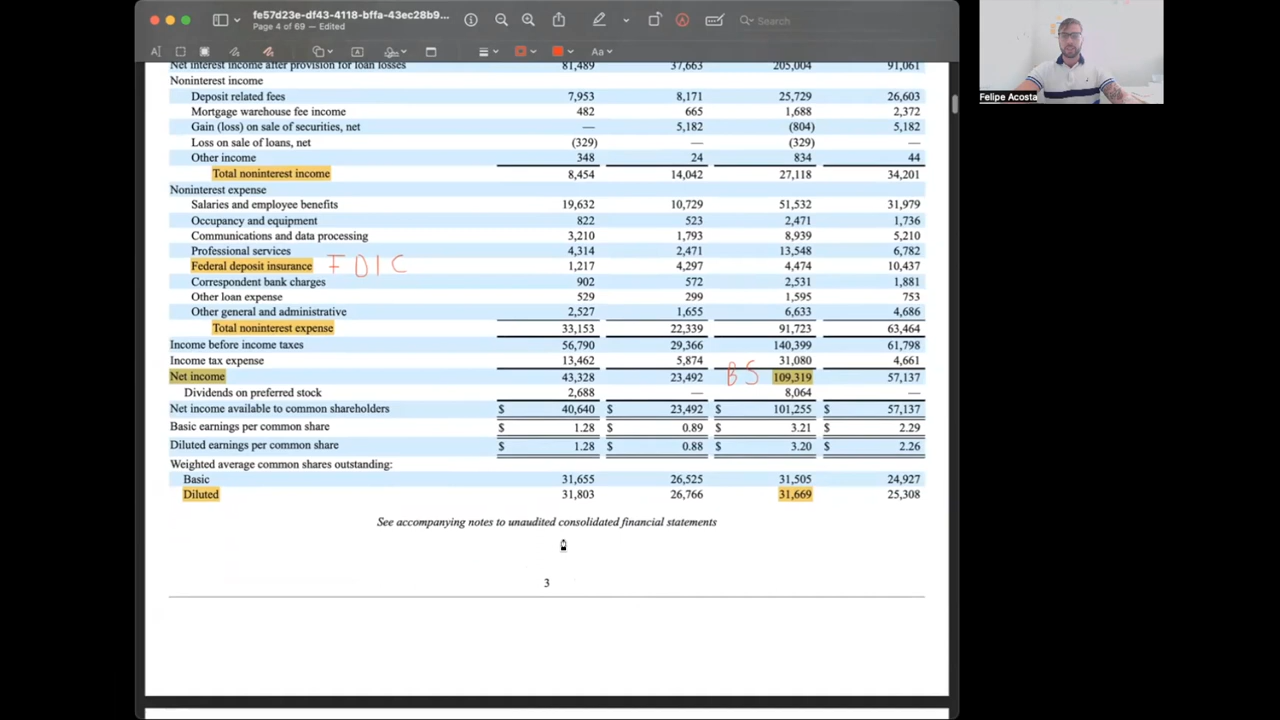 fe57d23e-df43-4118-bffa-43ec28b9...
Page 4 of 69 — Edited
Search
Aa
Felipe Acosta
Net interest income after provision for loan losses 81,489 37,663 205,004 91,061
Noninterest income
Deposit related fees 7,953 8,171 25,729 26,603
Mortgage warehouse fee income 482 665 1,688 2,372
Gain (loss) on sale of securities, net — 5,182 (804) 5,182
Loss on sale of loans, net (329) — (329) —
Other income 348 24 834 44
Total noninterest income 8,454 14,042 27,118 34,201
Noninterest expense
Salaries and employee benefits 19,632 10,729 51,532 31,979
Occupancy and equipment 822 523 2,471 1,736
Communications and data processing 3,210 1,793 8,939 5,210
Professional services 4,314 2,471 13,548 6,782
Federal deposit insurance FDIC 1,217 4,297 4,474 10,437
Correspondent bank charges 902 572 2,531 1,881
Other loan expense 529 299 1,595 753
Other general and administrative 2,527 1,655 6,633 4,686
Total noninterest expense 33,153 22,339 91,723 63,464
Income before income taxes 56,790 29,366 140,399 61,798
Income tax expense 13,462 5,874 31,080 4,661
Net income 43,328 23,492 BS 109,319 57,137
Dividends on preferred stock 2,688 — 8,064 —
Net income available to common shareholders $ 40,640 $ 23,492 $ 101,255 $ 57,137
Basic earnings per common share $ 1.28 $ 0.89 $ 3.21 $ 2.29
Diluted earnings per common share $ 1.28 $ 0.88 $ 3.20 $ 2.26
Weighted average common shares outstanding:
Basic 31,655 26,525 31,505 24,927
Diluted 31,803 26,766 31,669 25,308
See accompanying notes to unaudited consolidated financial statements
3